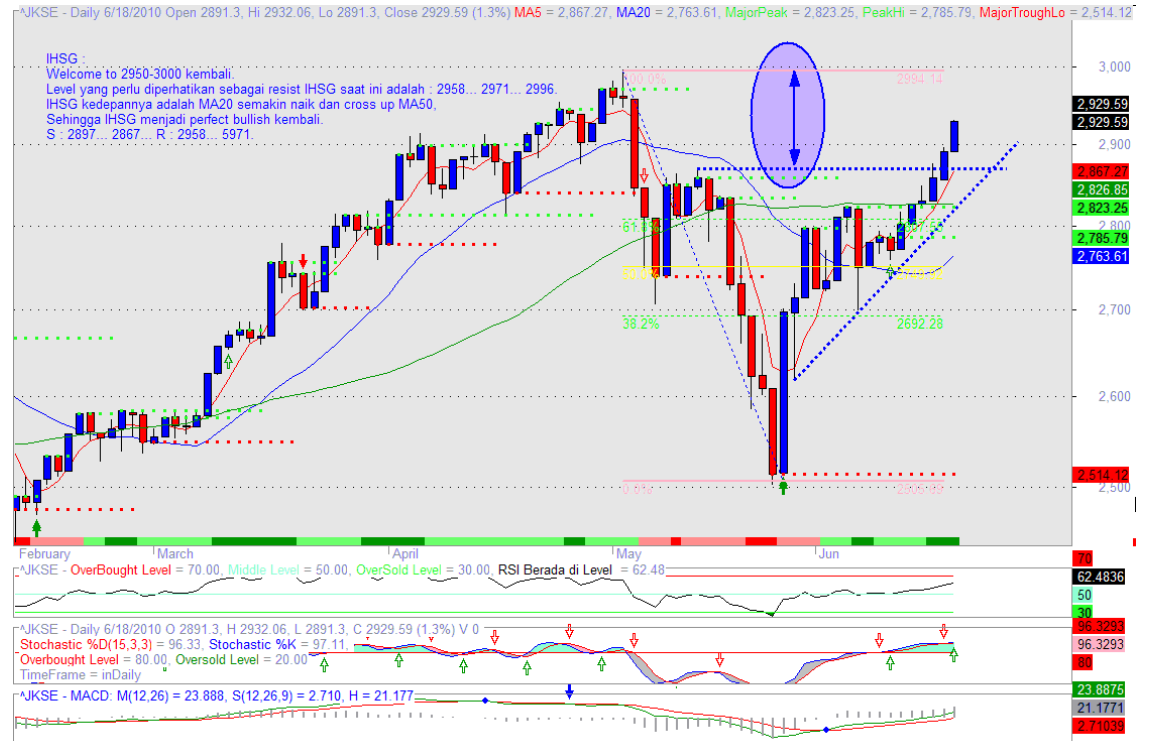 ^JKSE - Daily 6/18/2010 Open 2891.3, Hi 2932.06, Lo 2891.3, Close 2929.59 (1.3%) MA5 = 2,867.27, MA20 = 2,763.61, MajorPeak = 2,823.25, PeakHi = 2,785.79, MajorTroughLo = 2,514.12
IHSG :
Welcome to 2950-3000 kembali.
Level yang perlu diperhatikan sebagai resist IHSG saat ini adalah : 2958... 2971... 2996.
IHSG kedepannya adalah MA20 semakin naik dan cross up MA50,
Sehingga IHSG menjadi perfect bullish kembali.
S : 2897... 2867... R : 2958... 5971.
100.0%
2994.14
38.2%
2692.28
0.0%
3,000
2,929.59
2,929.59
2,900
2,867.27
2,826.85
2,823.25
2,800
2,785.79
2,763.61
2,700
2,600
2,514.12
2,500
February
March
April
May
Jun
^JKSE - OverBought Level = 70.00, Middle Level = 50.00, OverSold Level = 30.00, RSI Berada di Level = 62.48
70
62.4836
50
30
^JKSE - Daily 6/18/2010 O 2891.3, H 2932.06, L 2891.3, C 2929.59 (1.3%) V 0
Stochastic %D(15,3,3) = 96.33, Stochastic %K = 97.11,
Overbought Level = 80.00, Oversold Level = 20.00
TimeFrame = inDaily
96.3293
96.3293
80
^JKSE - MACD: M(12,26) = 23.888, S(12,26,9) = 2.710, H = 21.177
23.8875
21.1771
2.71039